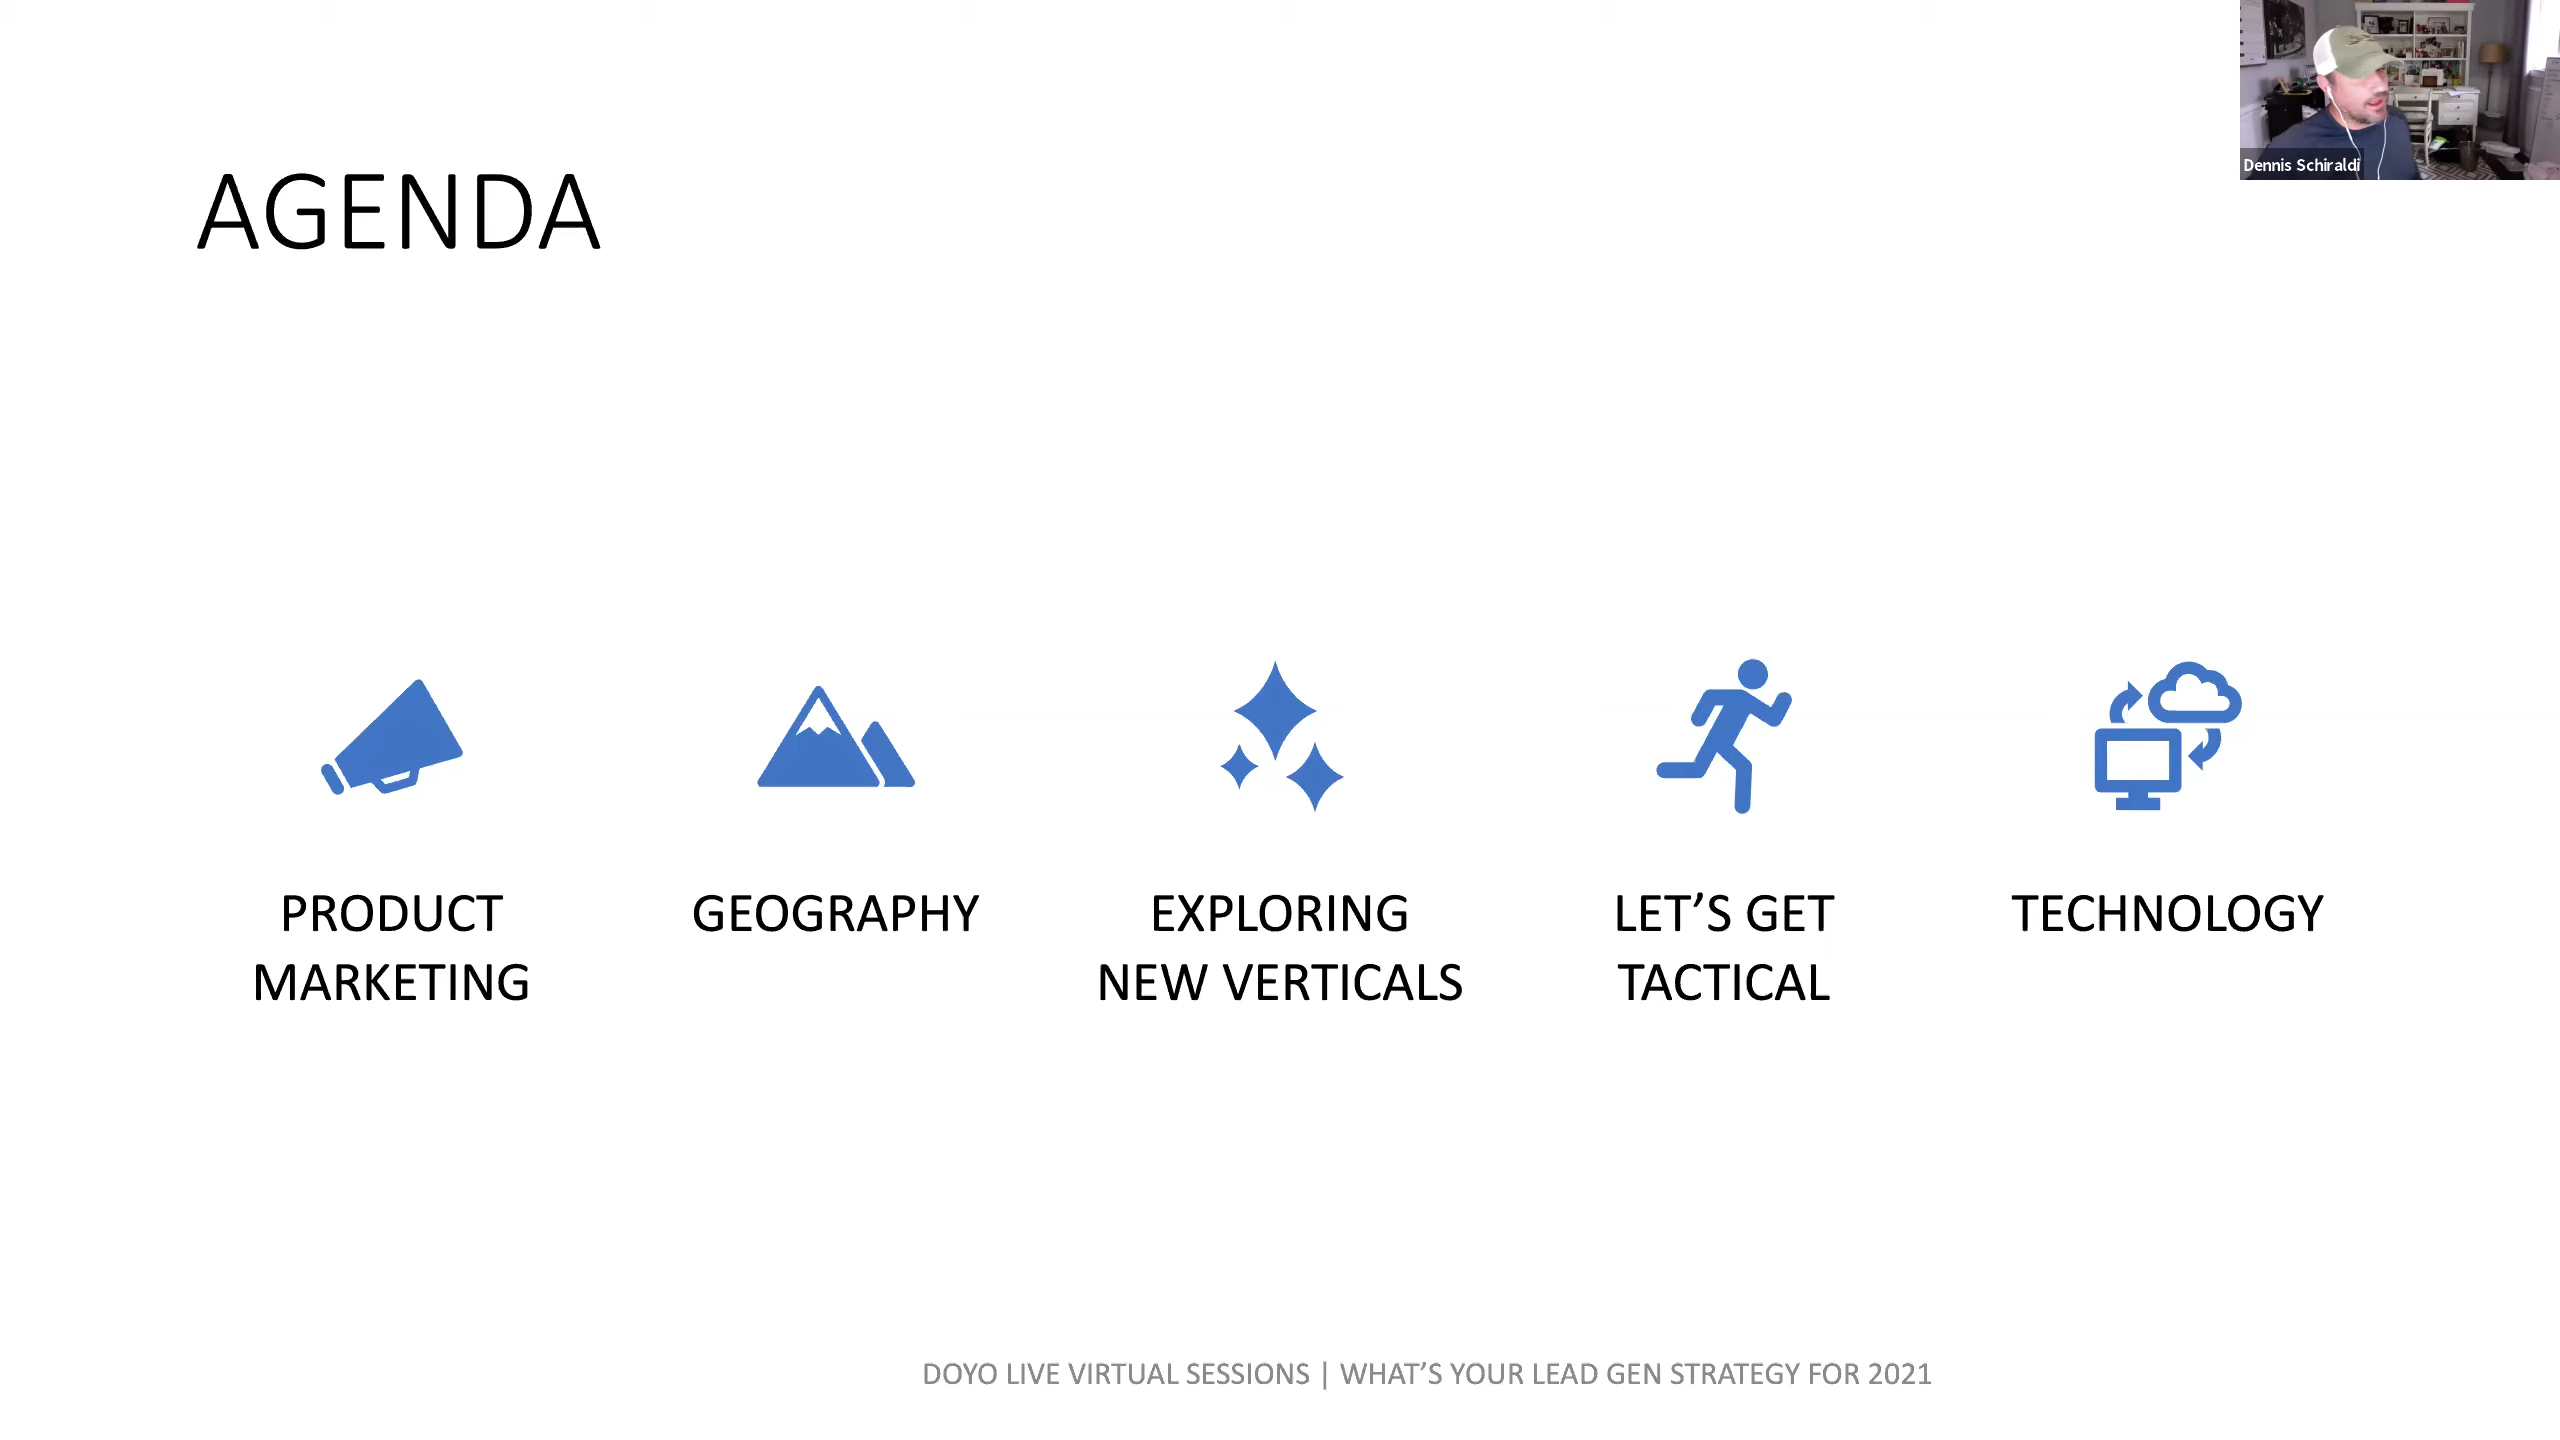 Dennis Schiraldi
AGENDA
PRODUCT
MARKETING
GEOGRAPHY
EXPLORING
NEW VERTICALS
LET’S GET
TACTICAL
TECHNOLOGY
DOYO LIVE VIRTUAL SESSIONS | WHAT’S YOUR LEAD GEN STRATEGY FOR 2021